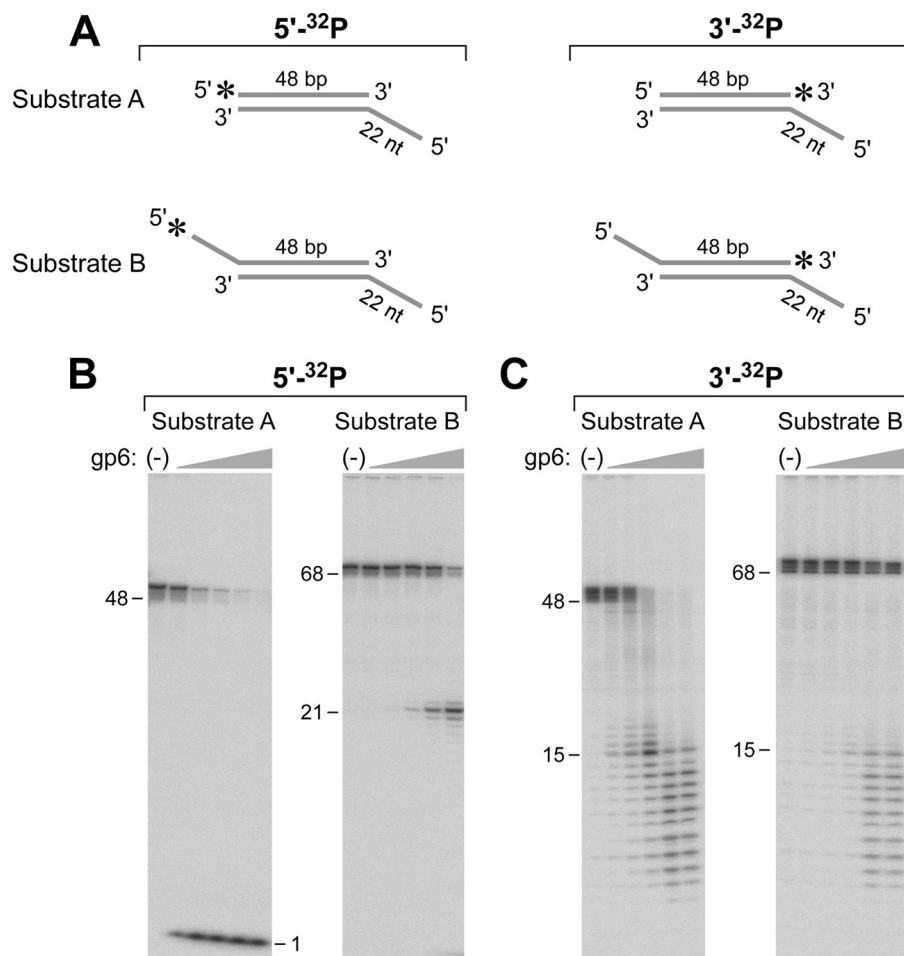 A
5'-32P
3'-32P
Substrate A
5' * 48 bp 3'
3' 22 nt 5'
5' 48 bp * 3'
3' 22 nt 5'
Substrate B
5' * 48 bp 3'
3' 22 nt 5'
5' 48 bp * 3'
3' 22 nt 5'
B
5'-32P
Substrate A
Substrate B
gp6: (-)
(-)
48
1
68
21
C
3'-32P
Substrate A
Substrate B
gp6: (-)
(-)
48
15
68
15